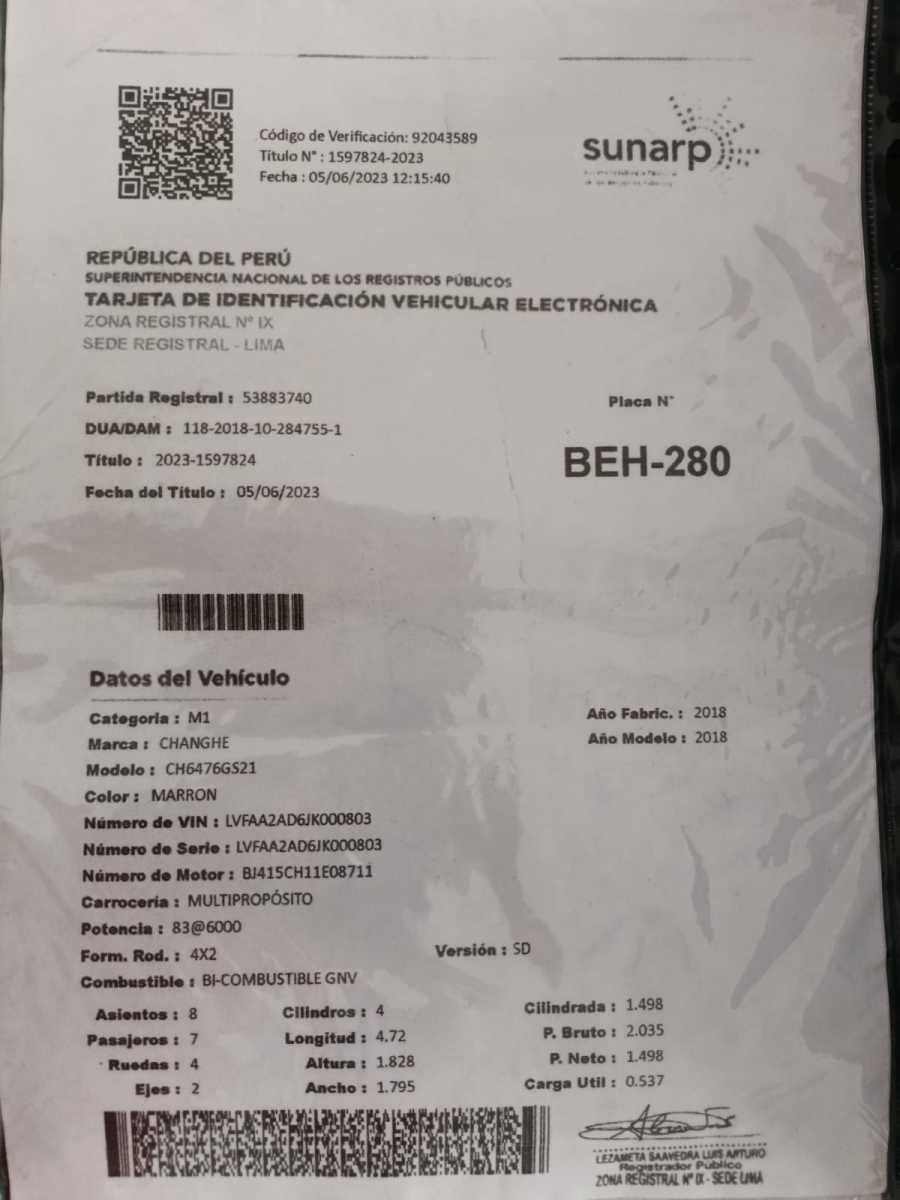 Código de Verificación: 92043589
Título N° : 1597824-2023
Fecha : 05/06/2023 12:15:40
sunarp
REPÚBLICA DEL PERÚ
SUPERINTENDENCIA NACIONAL DE LOS REGISTROS PÚBLICOS
TARJETA DE IDENTIFICACIÓN VEHICULAR ELECTRÓNICA
ZONA REGISTRAL Nº IX
SEDE REGISTRAL - LIMA
Partida Registral : 53883740
Placa N°
DUA/DAM : 118-2018-10-284755-1
BEH-280
Título : 2023-1597824
Fecha del Título : 05/06/2023
Datos del Vehículo
Categoria : M1
Año Fabric. : 2018
Marca : CHANGHE
Año Modelo : 2018
Modelo : CH6476GS21
Color : MARRON
Número de VIN : LVFAA2AD6JK000803
Número de Serie : LVFAA2AD6JK000803
Número de Motor : BJ415CH11E08711
Carrocería : MULTIPROPÓSITO
Potencia : 83@6000
Form. Rod. : 4X2
Versión : SD
Combustible : BI-COMBUSTIBLE GNV
Asientos : 8 Cilindros : 4 Cilindrada : 1.498
Pasajeros : 7 Longitud : 4.72 P. Bruto : 2.035
Ruedas : 4 Altura : 1.828 P. Neto : 1.498
Ejes : 2 Ancho : 1.795 Carga Util : 0.537
LEZAMETA SAAVEDRA LUIS ARTURO
Registrador Público
ZONA REGISTRAL Nº IX - SEDE LIMA